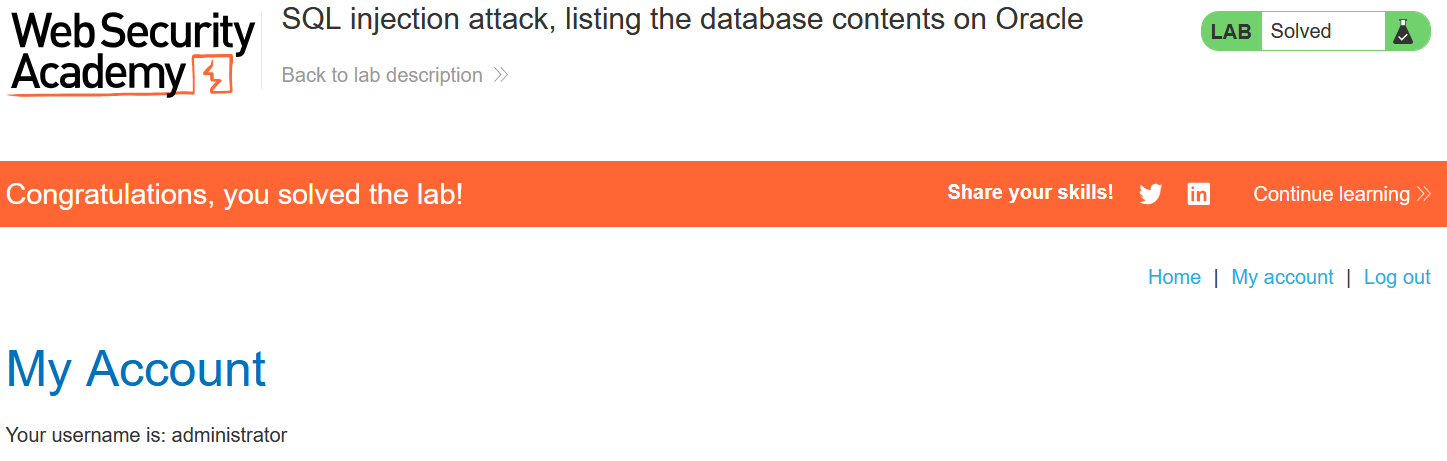 Web Security
Academy
SQL injection attack, listing the database contents on Oracle
Back to lab description
LAB Solved
Congratulations, you solved the lab!
Share your skills!
Continue learning
Home | My account | Log out
My Account
Your username is: administrator